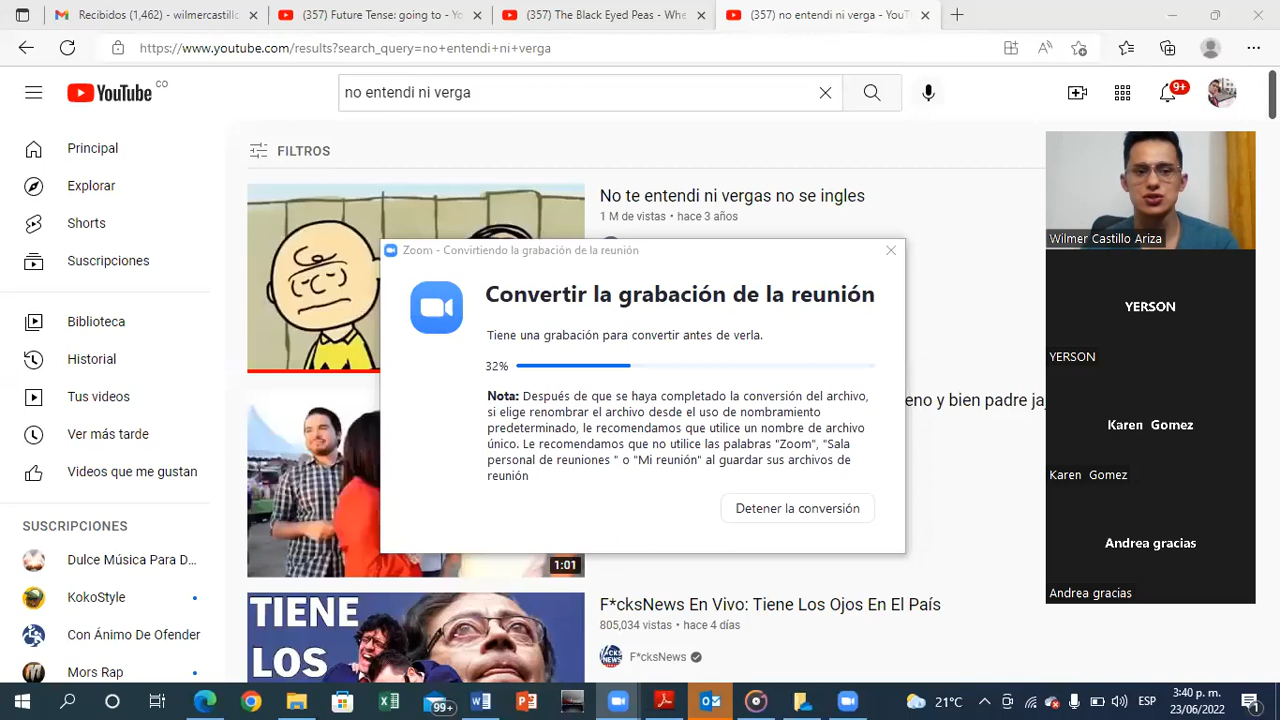 Recibidos (1,462) - wilmercastillo
(357) Future Tense: going to - Yo
(357) The Black Eyed Peas - Whe
(357) no entendi ni verga - YouT
https://www.youtube.com/results?search_query=no+entendi+ni+verga
YouTube CO
no entendi ni verga
9+
Principal
Explorar
Shorts
Suscripciones
Biblioteca
Historial
Tus videos
Ver más tarde
Videos que me gustan
SUSCRIPCIONES
Dulce Música Para D...
KokoStyle
Con Ánimo De Ofender
Mors Rap
FILTROS
No te entendi ni vergas no se ingles
1 M de vistas • hace 3 años
Zoom - Convirtiendo la grabación de la reunión
Convertir la grabación de la reunión
Tiene una grabación para convertir antes de verla.
32%
Nota: Después de que se haya completado la conversión del archivo,
si elige renombrar el archivo desde el uso de nombramiento
predeterminado, le recomendamos que utilice un nombre de archivo
único. Le recomendamos que no utilice las palabras "Zoom", "Sala
personal de reuniones " o "Mi reunión" al guardar sus archivos de
reunión
Detener la conversión
eno y bien padre ja
1:01
TIENE
LOS
F*cksNews En Vivo: Tiene Los Ojos En El País
805,034 vistas • hace 4 días
F*CKS NEWS
F*cksNews
Wilmer Castillo Ariza
YERSON
YERSON
Karen Gomez
Karen Gomez
Andrea gracias
Andrea gracias
99+
21°C
ESP
3:40 p. m.
23/06/2022
1